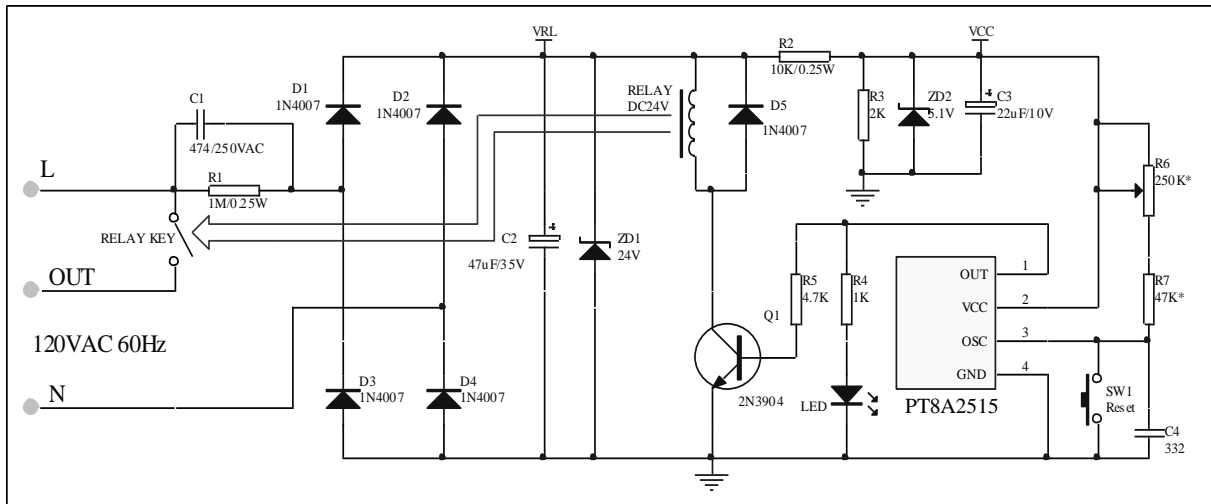 VRL
VCC
R2
10K/0.25W
D1
1N4007
D2
1N4007
C1
474/250VAC
RELAY
DC24V
D5
1N4007
R3
2K
ZD2
5.1V
C3
22uF/10V
L
R1
1M/0.25W
R6
250K*
RELAY KEY
C2
47uF/35V
ZD1
24V
OUT
R5
4.7K
R4
1K
OUT
1
VCC
2
OSC
3
GND
4
R7
47K*
Q1
120VAC 60Hz
D3
1N4007
D4
1N4007
N
2N3904
LED
PT8A2515
SW1
Reset
C4
332